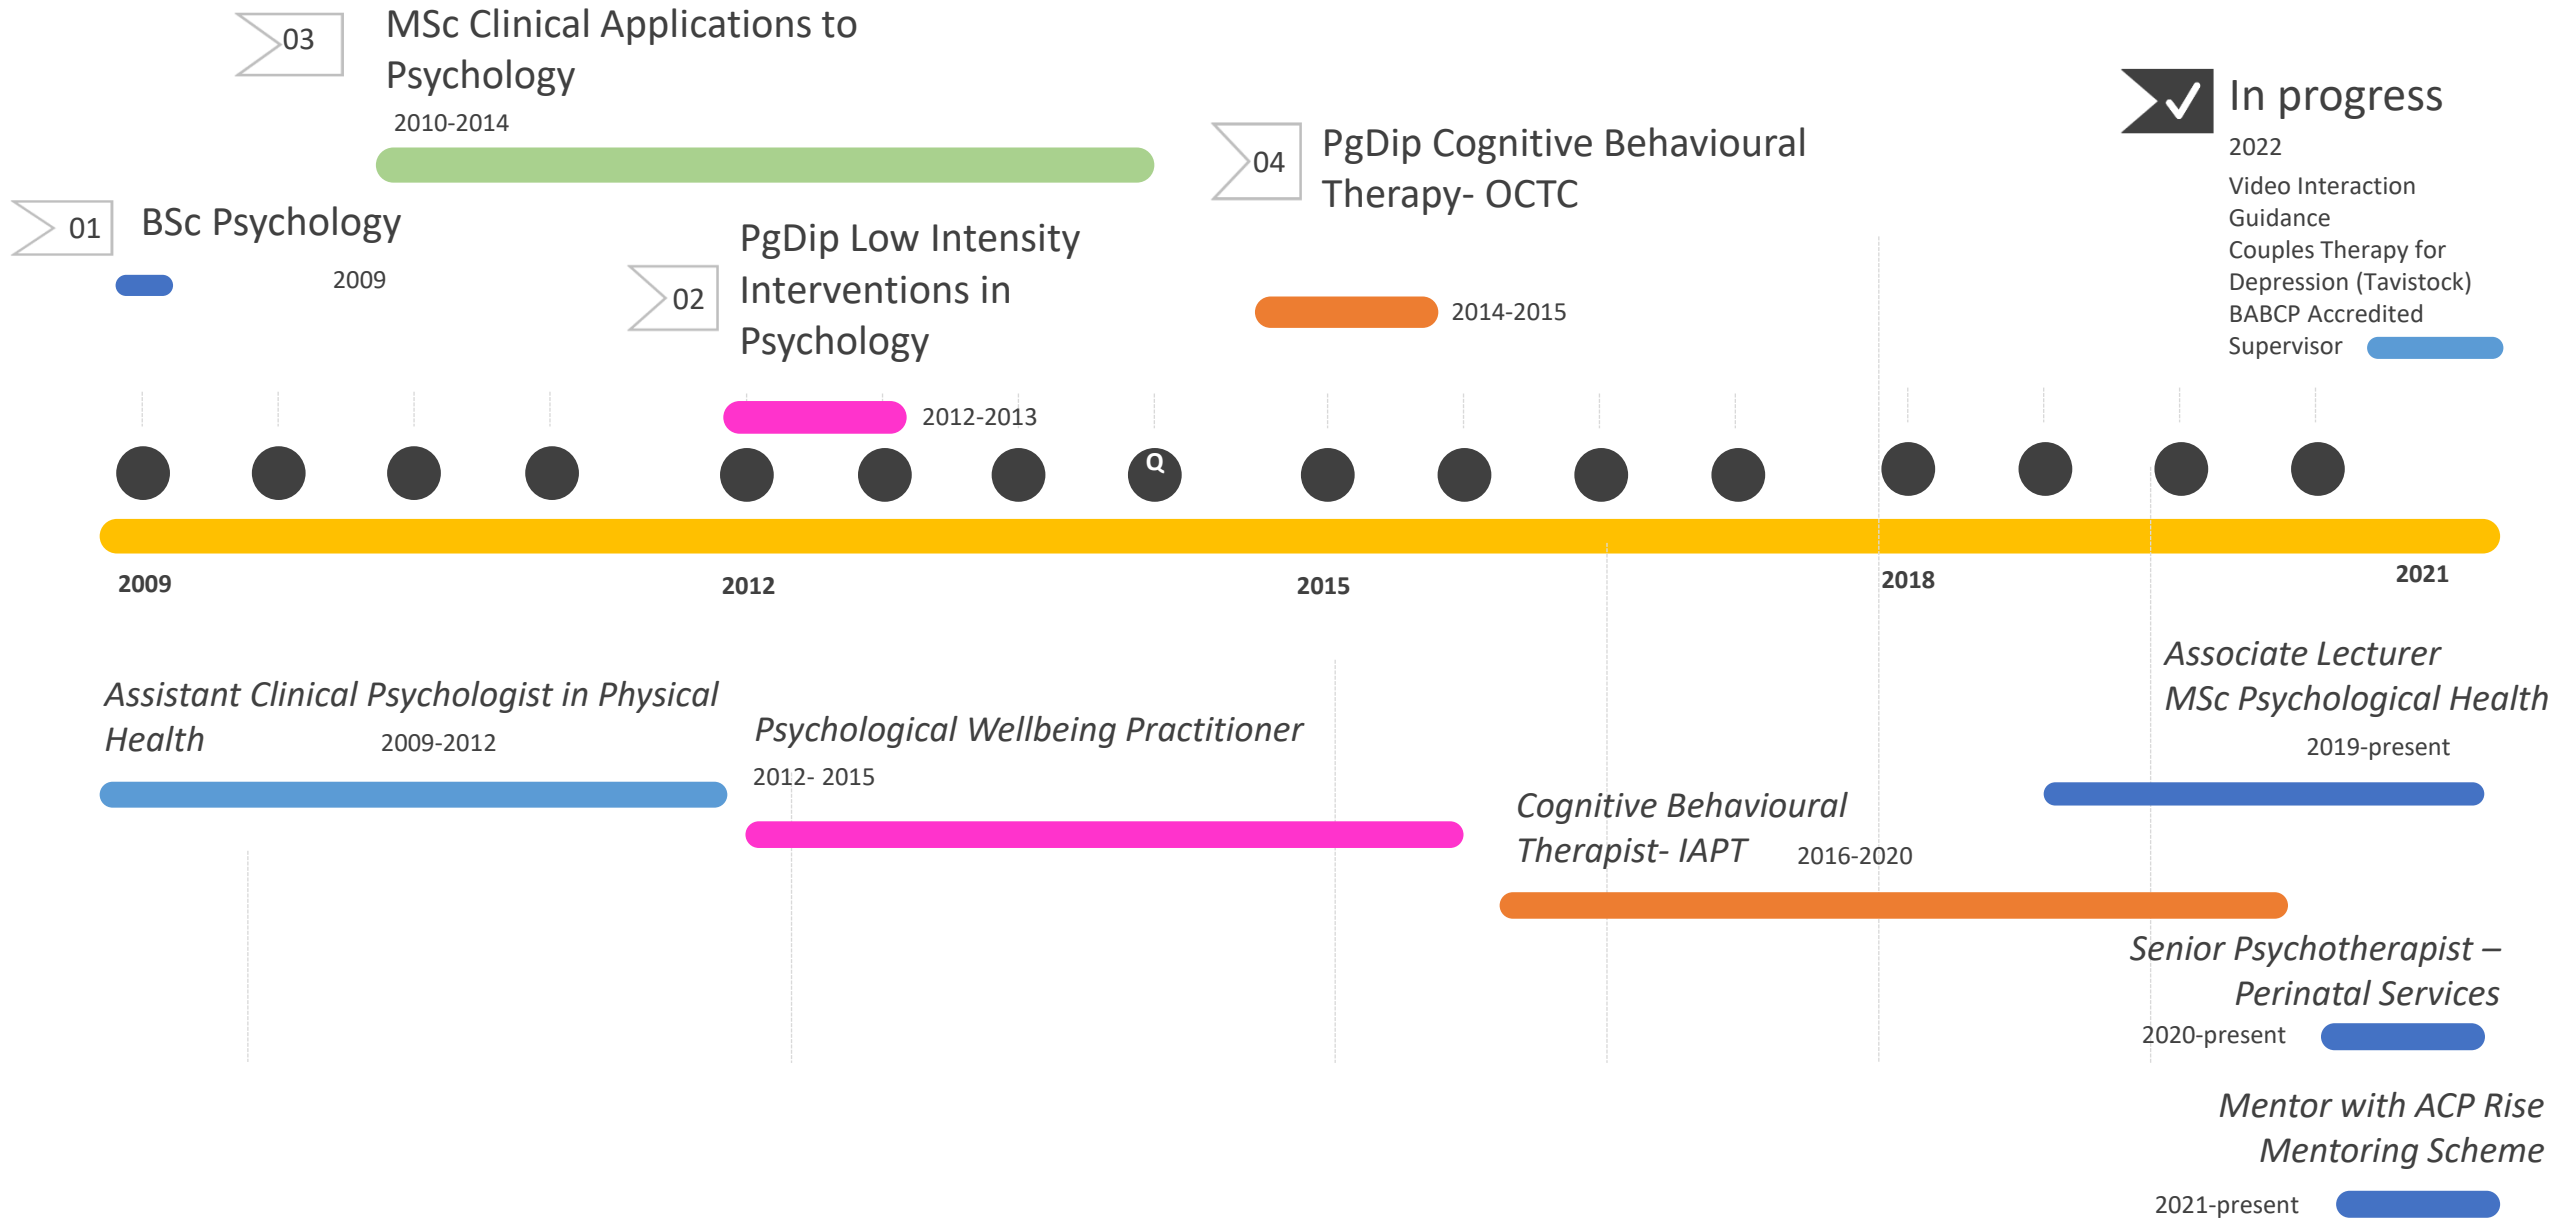 03
MSc Clinical Applications to
Psychology
2010-2014
01
BSc Psychology
2009
02
PgDip Low Intensity
Interventions in
Psychology
2012-2013
04
PgDip Cognitive Behavioural
Therapy- OCTC
2014-2015
In progress
2022
Video Interaction
Guidance
Couples Therapy for
Depression (Tavistock)
BABCP Accredited
Supervisor
Q
2009
2012
2015
2018
2021
Assistant Clinical Psychologist in Physical
Health 2009-2012
Psychological Wellbeing Practitioner
2012- 2015
Cognitive Behavioural
Therapist- IAPT 2016-2020
Associate Lecturer
MSc Psychological Health
2019-present
Senior Psychotherapist –
Perinatal Services
2020-present
Mentor with ACP Rise
Mentoring Scheme
2021-present